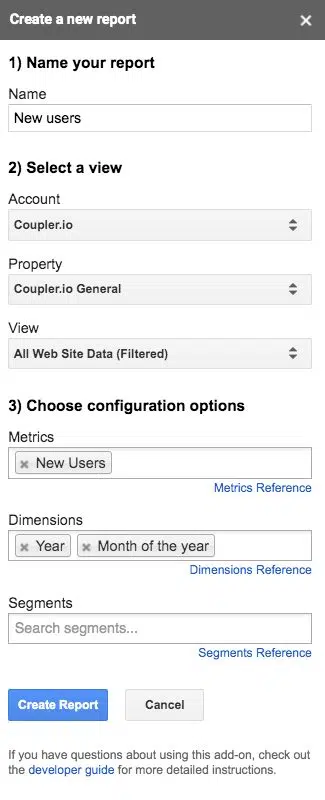 Create a new report ×
1) Name your report
Name
New users
2) Select a view
Account
Coupler.io
Property
Coupler.io General
View
All Web Site Data (Filtered)
3) Choose configuration options
Metrics
× New Users
Metrics Reference
Dimensions
× Year × Month of the year
Dimensions Reference
Segments
Search segments...
Segments Reference
Create Report Cancel
If you have questions about using this add-on, check out
the developer guide for more detailed instructions.